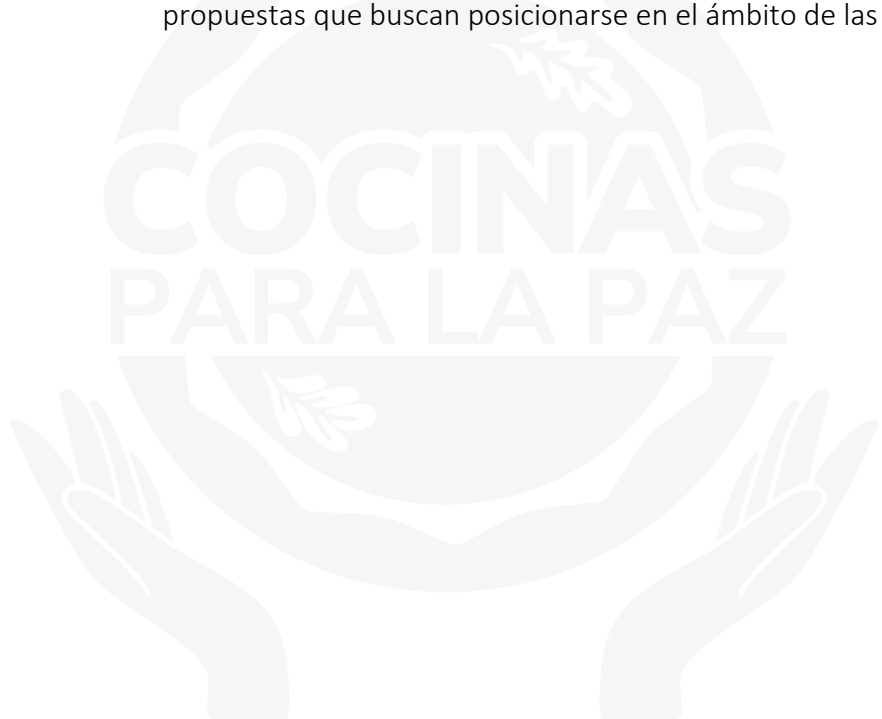 propuestas que buscan posicionarse en el ámbito de las
COCINAS
PARA LA PAZ